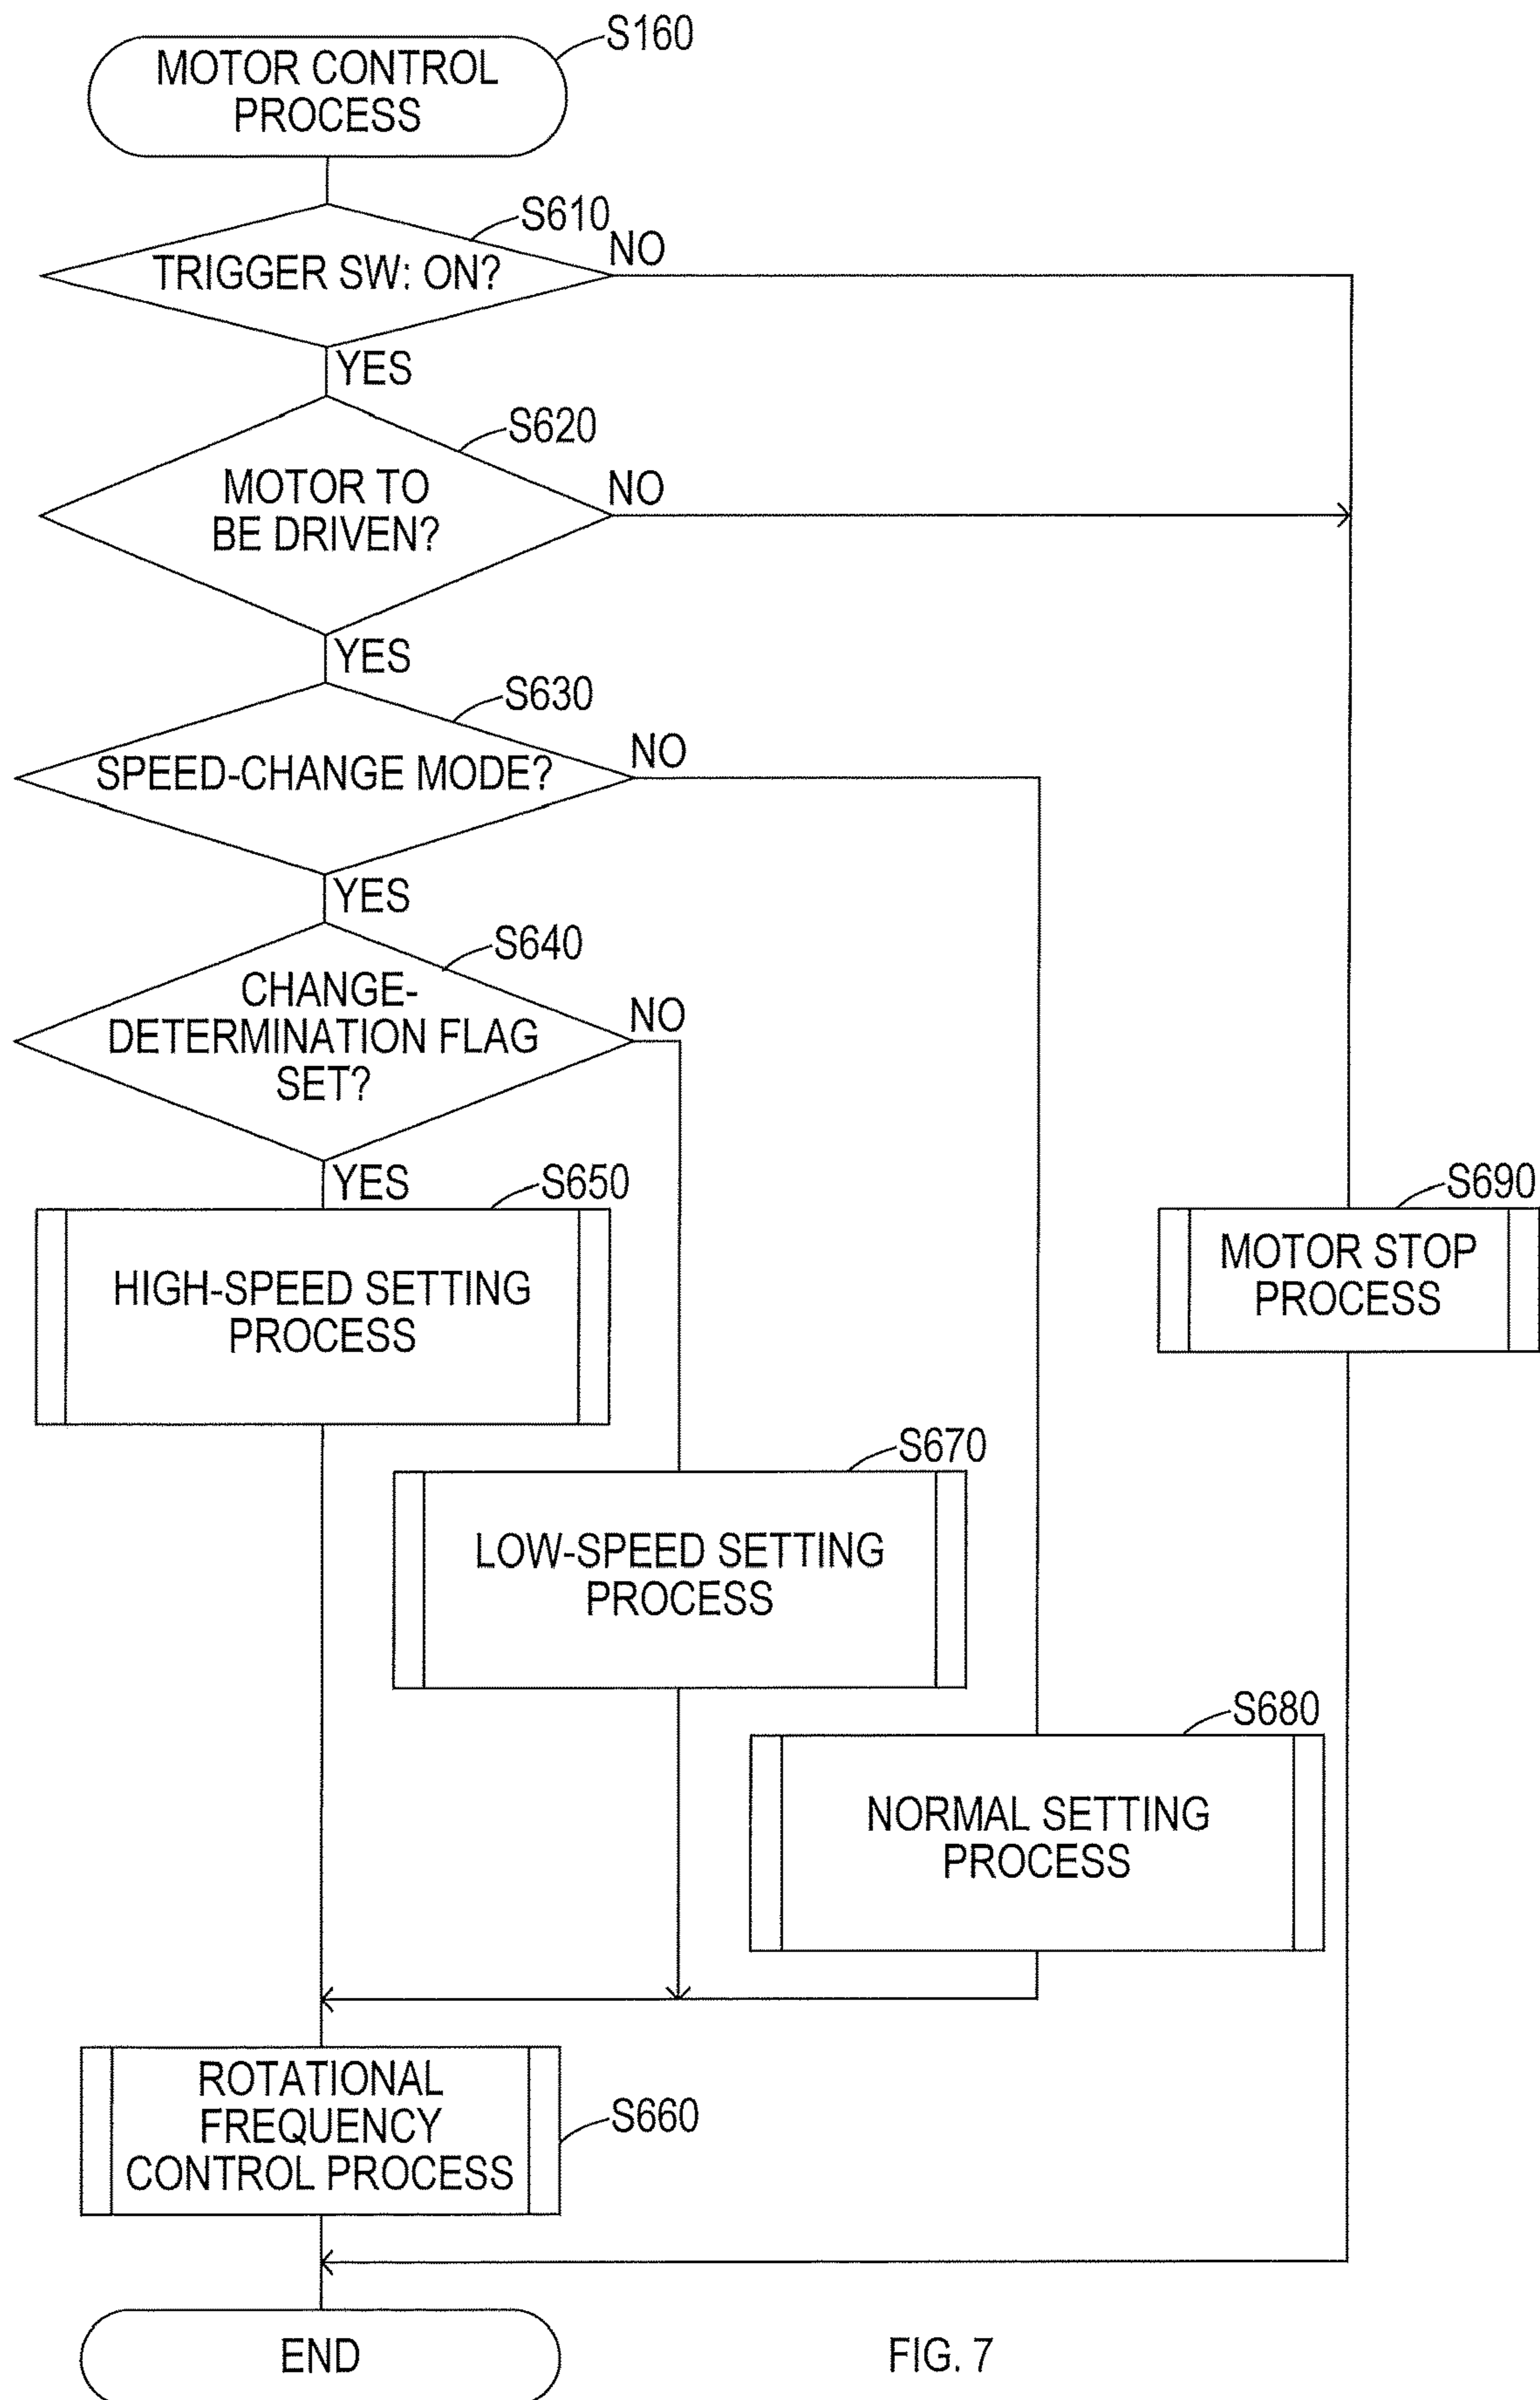 S160
MOTOR CONTROL
PROCESS
S610
NO
TRIGGER SW: ON?
YES
S620
NO
MOTOR TO
BE DRIVEN?
YES
S630
NO
SPEED-CHANGE MODE?
YES
S640
CHANGE-
DETERMINATION FLAG
SET?
NO
YES
S650
HIGH-SPEED SETTING
PROCESS
S690
MOTOR STOP
PROCESS
S670
LOW-SPEED SETTING
PROCESS
S680
NORMAL SETTING
PROCESS
ROTATIONAL
FREQUENCY
CONTROL PROCESS
S660
END
FIG. 7